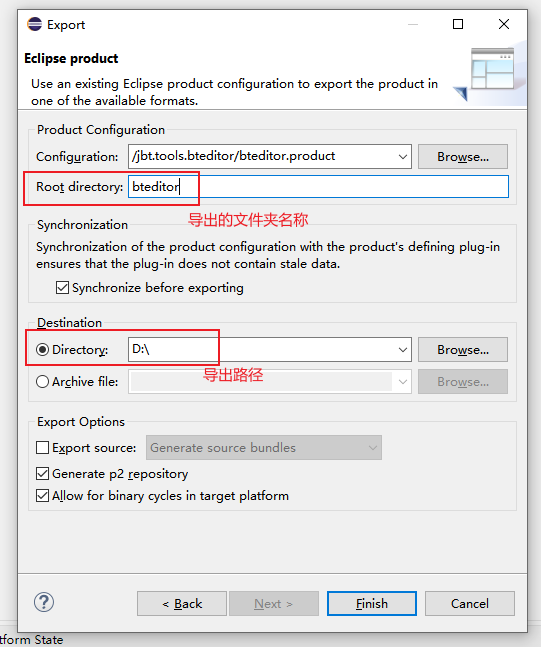 Export
Eclipse product
Use an existing Eclipse product configuration to export the product in
one of the available formats.
Product Configuration
Configuration: /jbt.tools.bteditor/bteditor.product Browse...
Root directory: bteditor
导出的文件夹名称
Synchronization
Synchronization of the product configuration with the product's defining plug-in
ensures that the plug-in does not contain stale data.
Synchronize before exporting
Destination
Directory: D:\ Browse...
导出路径
Archive file: Browse...
Export Options
Export source: Generate source bundles
Generate p2 repository
Allow for binary cycles in target platform
? < Back Next > Finish Cancel
tform State